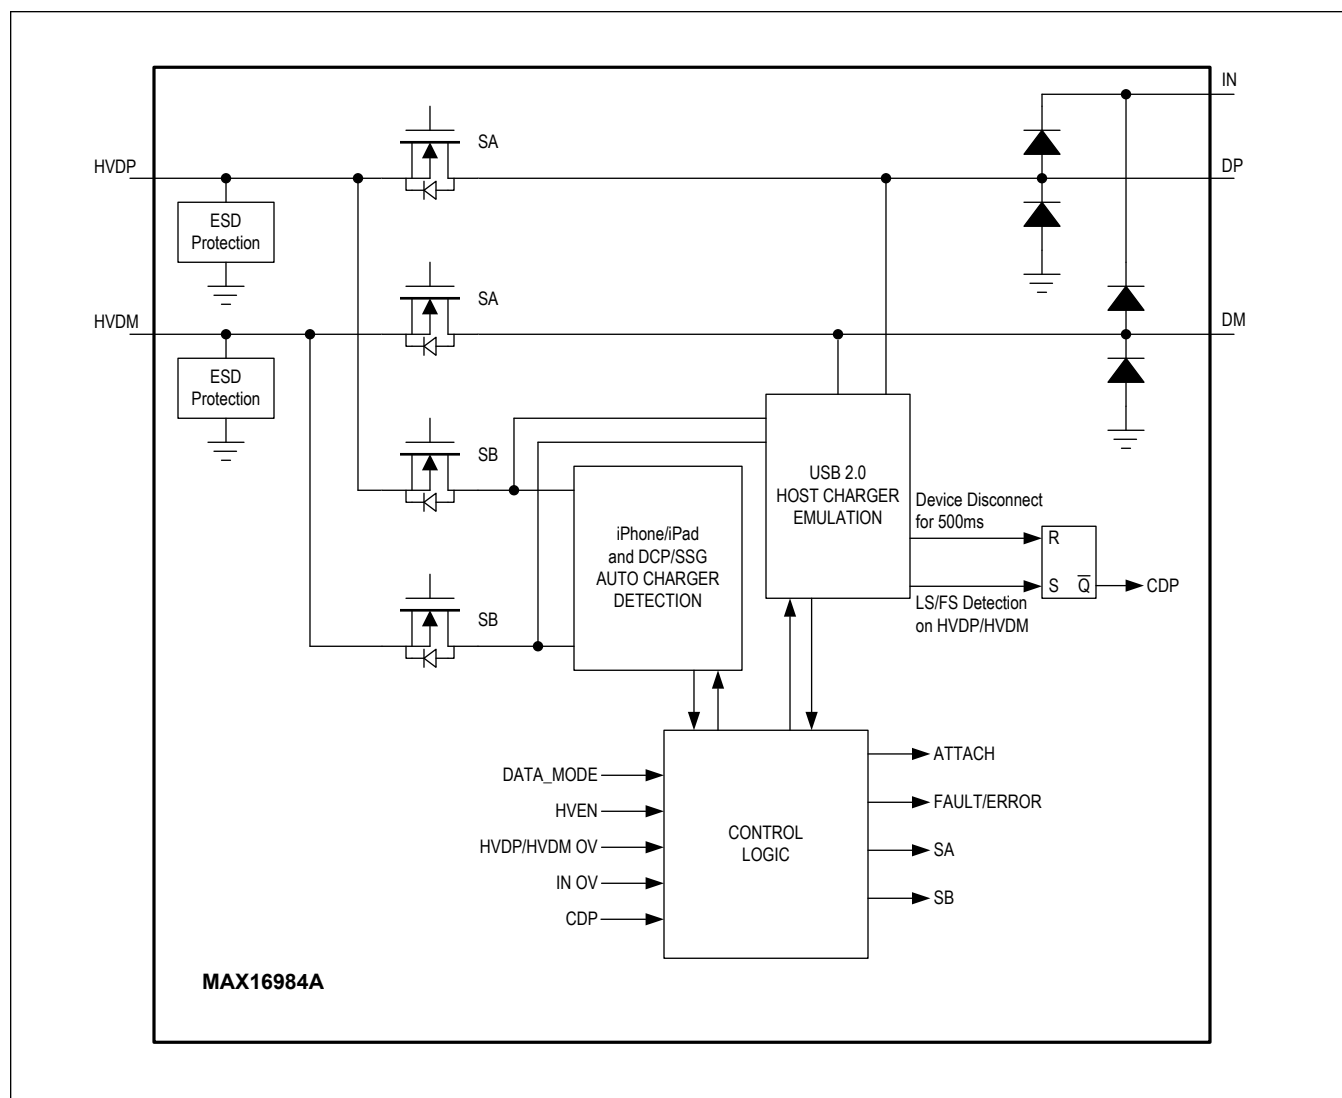 IN
SA
HVDP
DP
ESD
Protection
SA
HVDM
DM
ESD
Protection
SB
USB 2.0
HOST CHARGER
EMULATION
Device Disconnect
for 500ms
iPhone/iPad
and DCP/SSG
AUTO CHARGER
DETECTION
R
S
Q̅
CDP
LS/FS Detection
on HVDP/HVDM
SB
DATA_MODE
HVEN
HVDP/HVDM OV
IN OV
CDP
CONTROL
LOGIC
ATTACH
FAULT/ERROR
SA
SB
MAX16984A